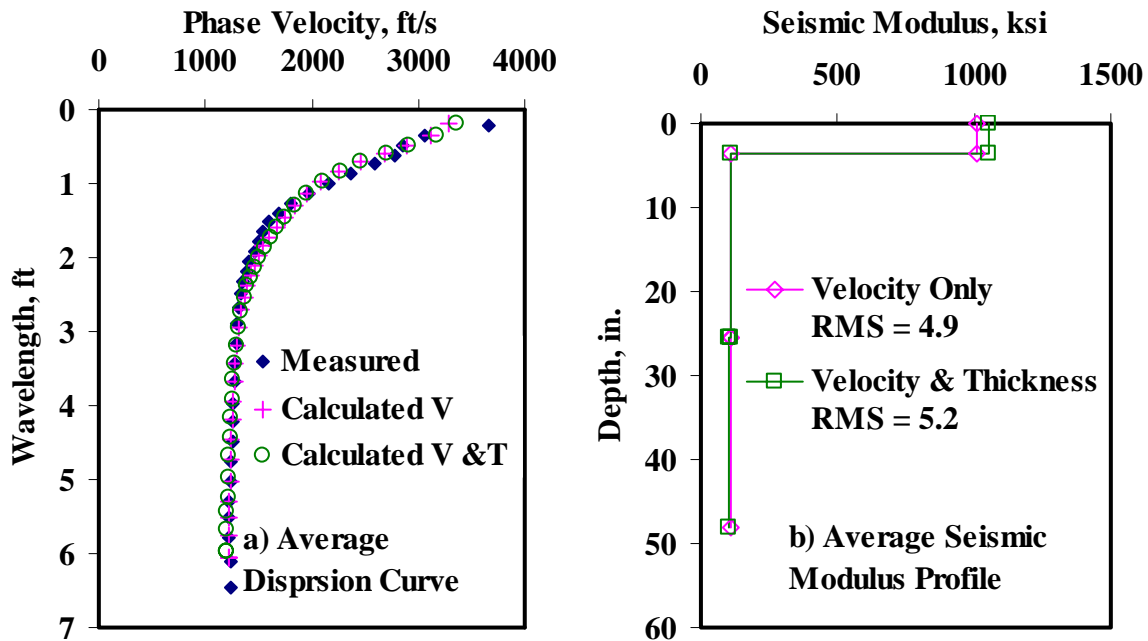 Phase Velocity, ft/s
0 1000 2000 3000 4000
0
1
2
3
4
5
6
7
Wavelength, ft
Measured
Calculated V
Calculated V &T
a) Average
Disprsion Curve
Seismic Modulus, ksi
0 500 1000 1500
0
10
20
30
40
50
60
Depth, in.
Velocity Only
RMS = 4.9
Velocity & Thickness
RMS = 5.2
b) Average Seismic
Modulus Profile